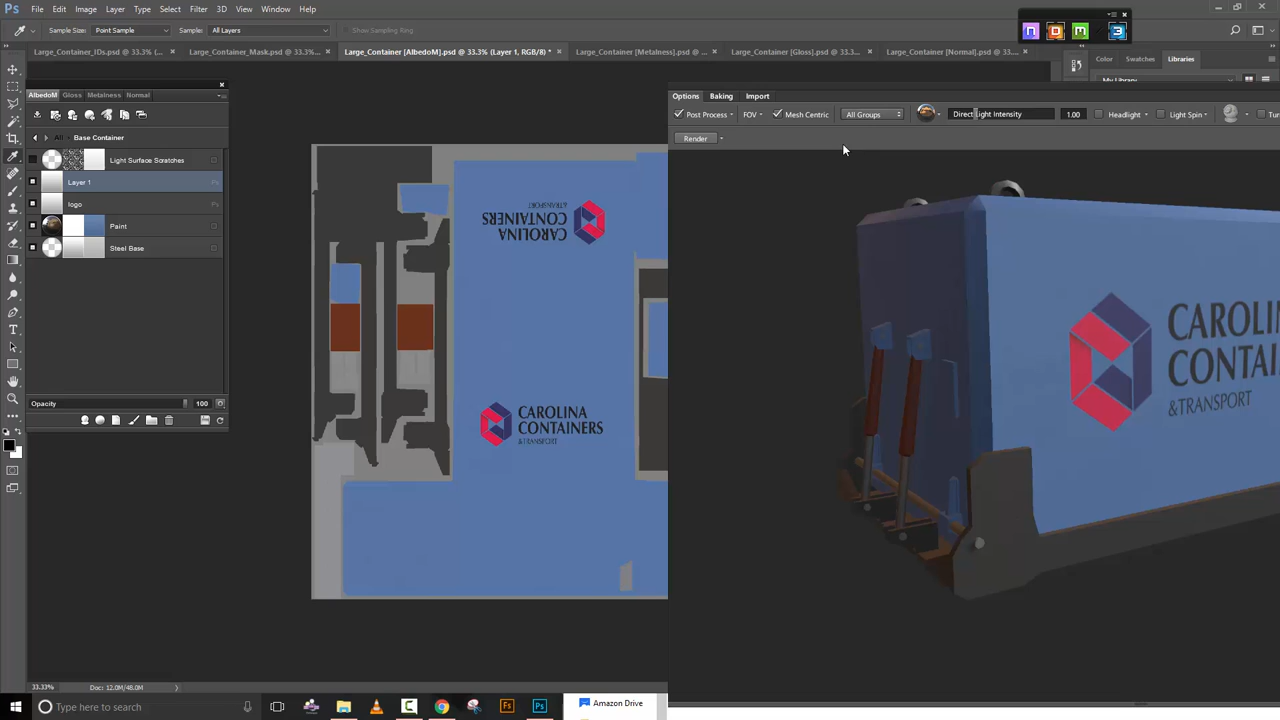 Ps File Edit Image Layer Type Select Filter 3D View Window Help
Sample Size: Point Sample Sample: All Layers Show Sampling Ring
Large_Container_IDs.psd @ 33.3% (... × Large_Container_Mask.psd @ 33.3%... × Large_Container [AlbedoM].psd @ 33.3% (Layer 1, RGB/8) * × Large_Container [Metalness].psd @ ... × Large_Container [Gloss].psd @ 33.3... × Large_Container [Normal].psd @ 33.... ×
Color Swatches Libraries
My Library
AlbedoM Gloss Metalness Normal
All Base Container
Light Surface Scratches
Layer 1
logo
Paint
Steel Base
Opacity 100
Options Baking Import
Post Process FOV Mesh Centric All Groups Direct Light Intensity 1.00 Headlight Light Spin
Render
CAROLINA
CONTAINERS
&TRANSPORT
CAROLINA
CONTAINERS
&TRANSPORT
CAROLIN
CONTAIN
&TRANSPORT
33.33% Doc: 12.0M/48.0M
Type here to search
Amazon Drive